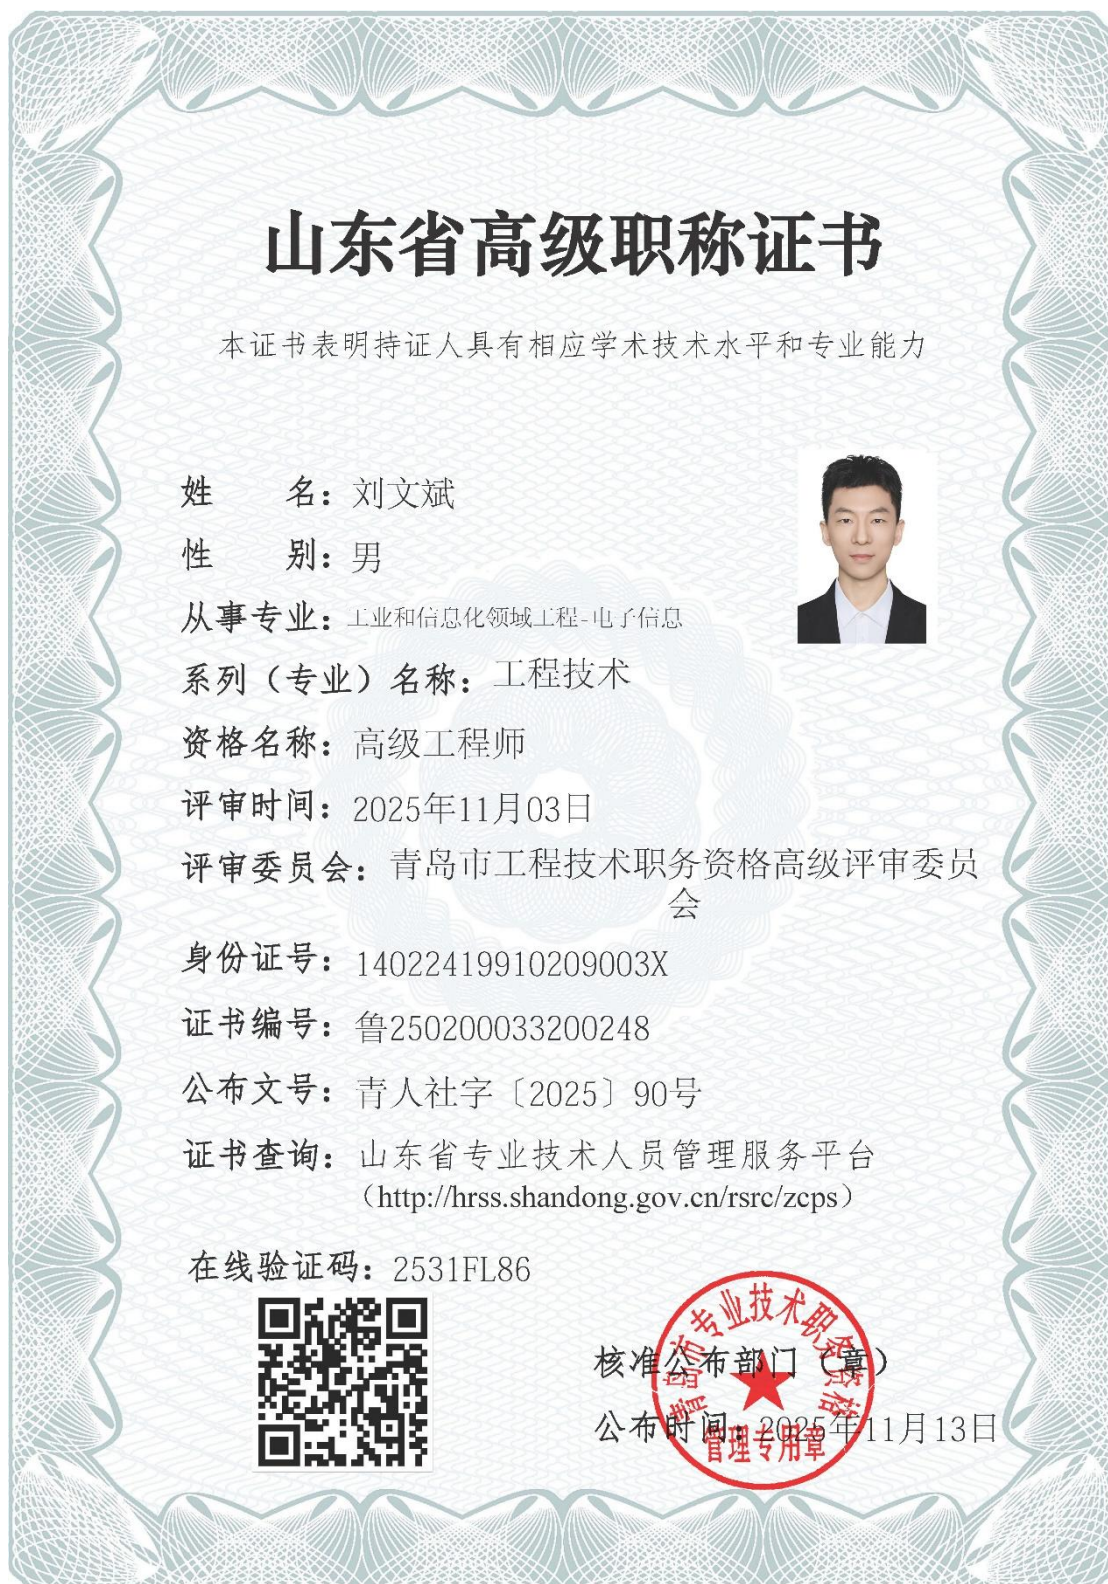 山东省高级职称证书
本证书表明持证人具有相应学术技术水平和专业能力
姓 名：刘文斌
性 别：男
从事专业：工业和信息化领域工程-电子信息
系列（专业）名称：工程技术
资格名称：高级工程师
评审时间：2025年11月03日
评审委员会：青岛市工程技术职务资格高级评审委员
会
身份证号：14022419910209003X
证书编号：鲁250200033200248
公布文号：青人社字〔2025〕90号
证书查询：山东省专业技术人员管理服务平台
（http://hrss.shandong.gov.cn/rsrc/zcps）
在线验证码：2531FL86
青岛市专业技术职务资格
管理专用章
核准公布部门（章）
公布时间：2025年11月13日